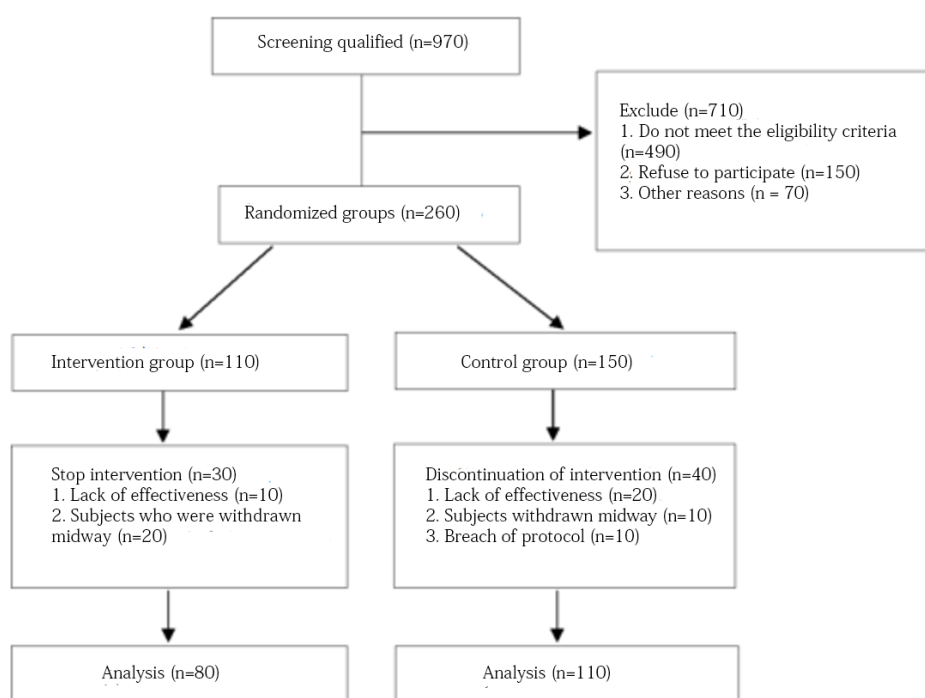 Screening qualified (n=970)
Exclude (n=710)
1. Do not meet the eligibility criteria
(n=490)
2. Refuse to participate (n=150)
3. Other reasons (n = 70)
Randomized groups (n=260)
Intervention group (n=110)
Control group (n=150)
Stop intervention (n=30)
1. Lack of effectiveness (n=10)
2. Subjects who were withdrawn
midway (n=20)
Discontinuation of intervention (n=40)
1. Lack of effectiveness (n=20)
2. Subjects withdrawn midway (n=10)
3. Breach of protocol (n=10)
Analysis (n=80)
Analysis (n=110)